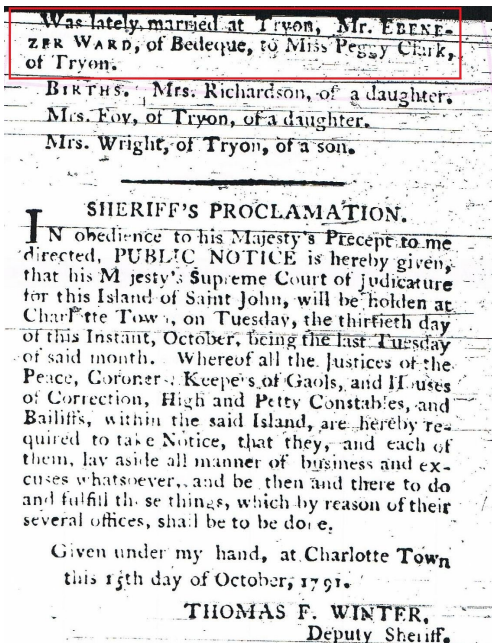 Was lately married at Tryon, Mr. EBENE-
ZER WARD, of Bedeque, to Miss Peggy Clark,
of Tryon.
BIRTHS. Mrs. Richardson, of a daughter.
Mrs. Foy, of Tryon, of a daughter.
Mrs. Wright, of Tryon, of a son.
SHERIFF'S PROCLAMATION.
IN obedience to his Majesty's Precept to me
directed, PUBLIC NOTICE is hereby given,
that his M jesty's Supreme Court of judicature
for this Island of Saint John, will be holden at
Charlotte Town, on Tuesday, the thirtieth day
of this Instant, October, being the last Tuesday
of said month. Whereof all the Justices of the
Peace, Coroners, Keepers of Gaols, and Houses
of Correction, High and Petty Constables, and
Bailiffs, within the said Island, are hereby re-
quired to take Notice, that they, and each of
them, lay aside all manner of business and ex-
cuses whatsoever, and be then and there to do
and fulfill those things, which by reason of their
several offices, shall be to be done.
Given under my hand, at Charlotte Town
this 15th day of October, 1791.
THOMAS F. WINTER,
Deputy Sheriff.